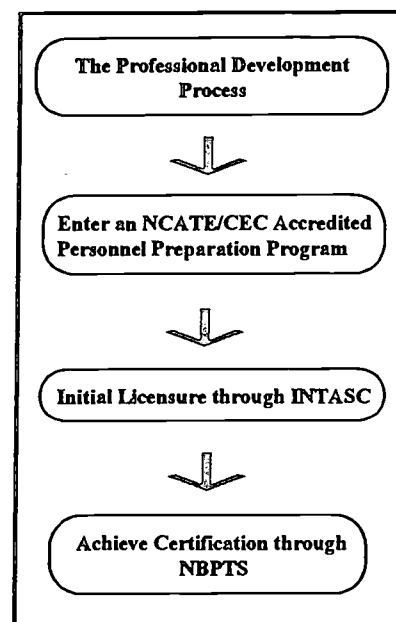 The Professional Development
Process
Enter an NCATE/CEC Accredited
Personnel Preparation Program
Initial Licensure through INTASC
Achieve Certification through
NBPTS